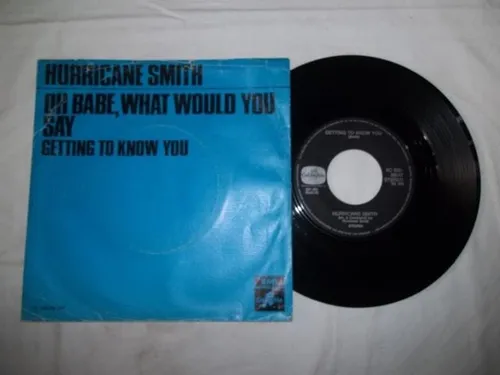 HURRICANE SMITH
OH BABE, WHAT WOULD YOU
SAY
GETTING TO KNOW YOU
GETTING TO KNOW YOU
HURRICANE SMITH